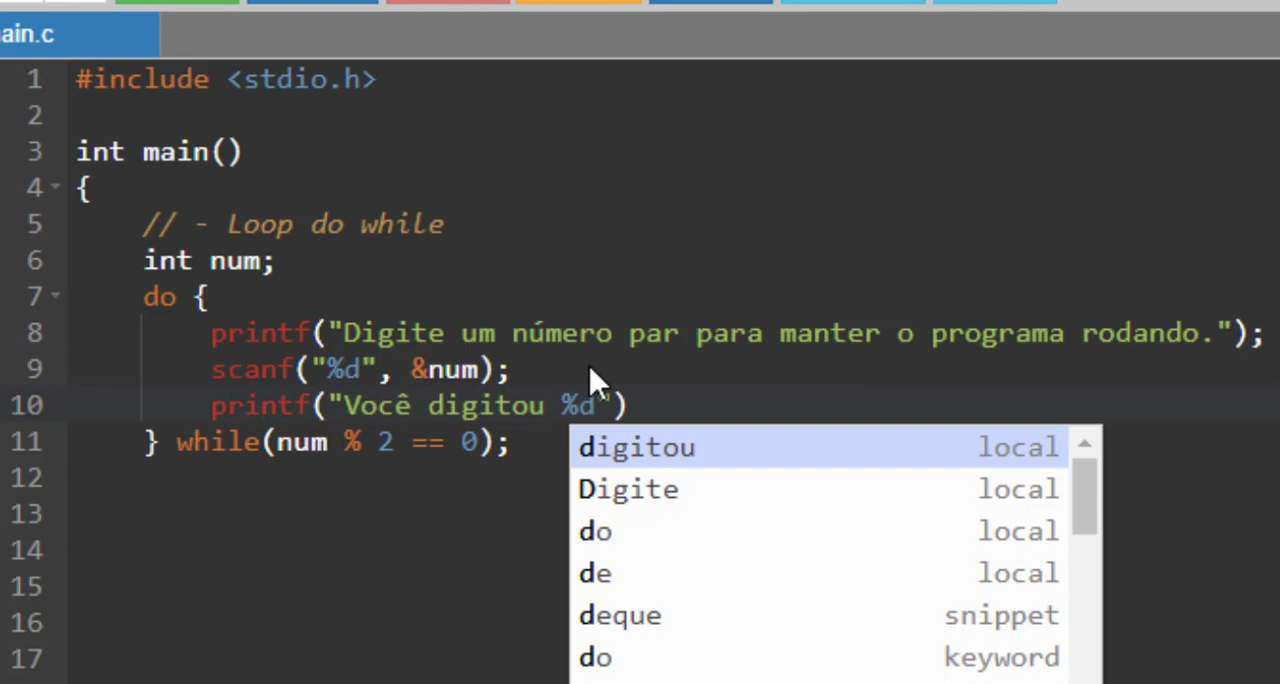 ain.c
1 #include <stdio.h>
2
3 int main()
4 {
5 // - Loop do while
6 int num;
7 do {
8 printf("Digite um número par para manter o programa rodando.");
9 scanf("%d", &num);
10 printf("Você digitou %d")
11 } while(num % 2 == 0);
12
13
14
15
16
17
digitou local
Digite local
do local
de local
deque snippet
do keyword